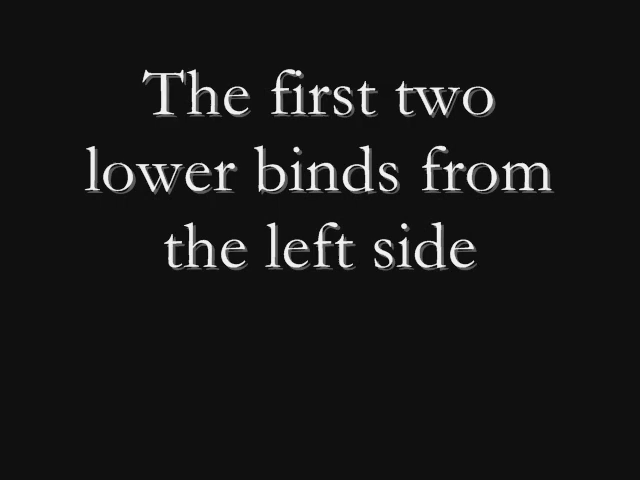 The first two
lower binds from
the left side